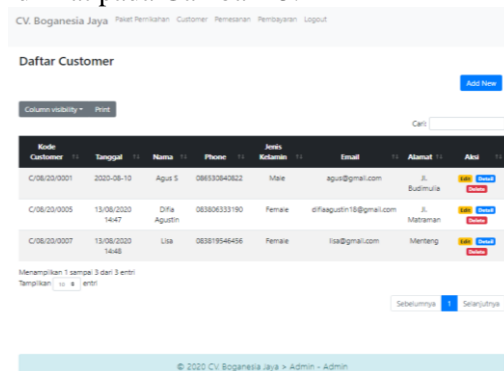 CV. Boganesia Jaya Paket Pernikahan Customer Pemesanan Pembayaran Logout
Daftar Customer
Add New
Column visibility Print
Cari:
Kode Customer Tanggal Nama Phone Jenis Kelamin Email Alamat Aksi
C/08/20/0001 2020-08-10 Agus S 086530840822 Male agus@gmail.com Jl. Budimulia Edit Detail Delete
C/08/20/0005 13/08/2020 14:47 Difla Agustin 083806333190 Female diflaagustin18@gmail.com Jl. Matraman Edit Detail Delete
C/08/20/0007 13/08/2020 14:48 Lisa 083819546456 Female lisa@gmail.com Menteng Edit Detail Delete
Menampilkan 1 sampai 3 dari 3 entri
Tampilkan 10 entri
Sebelumnya 1 Selanjutnya
© 2020 CV. Boganesia Jaya > Admin - Admin